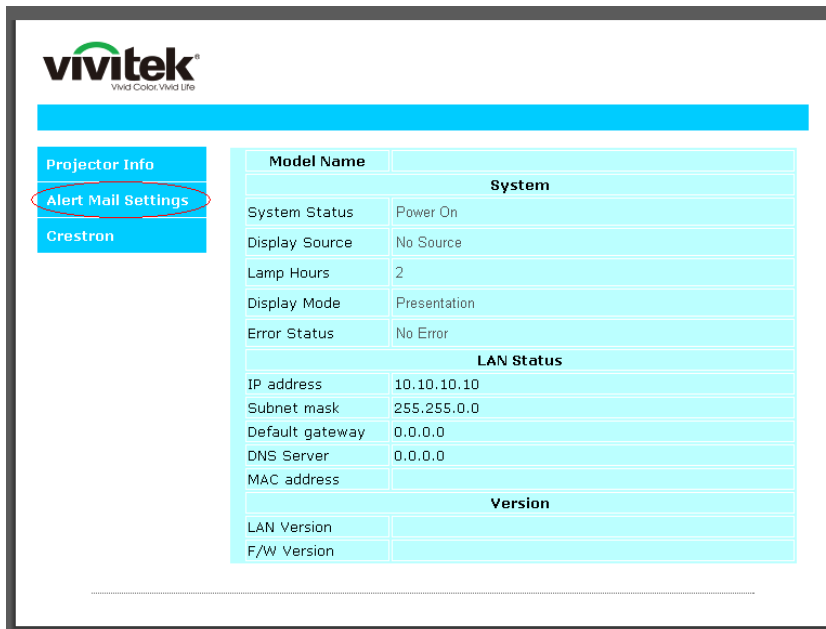 vivitek®
Vivid Color. Vivid Life
Projector Info
Alert Mail Settings
Crestron
Model Name
System
System Status Power On
Display Source No Source
Lamp Hours 2
Display Mode Presentation
Error Status No Error
LAN Status
IP address 10.10.10.10
Subnet mask 255.255.0.0
Default gateway 0.0.0.0
DNS Server 0.0.0.0
MAC address
Version
LAN Version
F/W Version